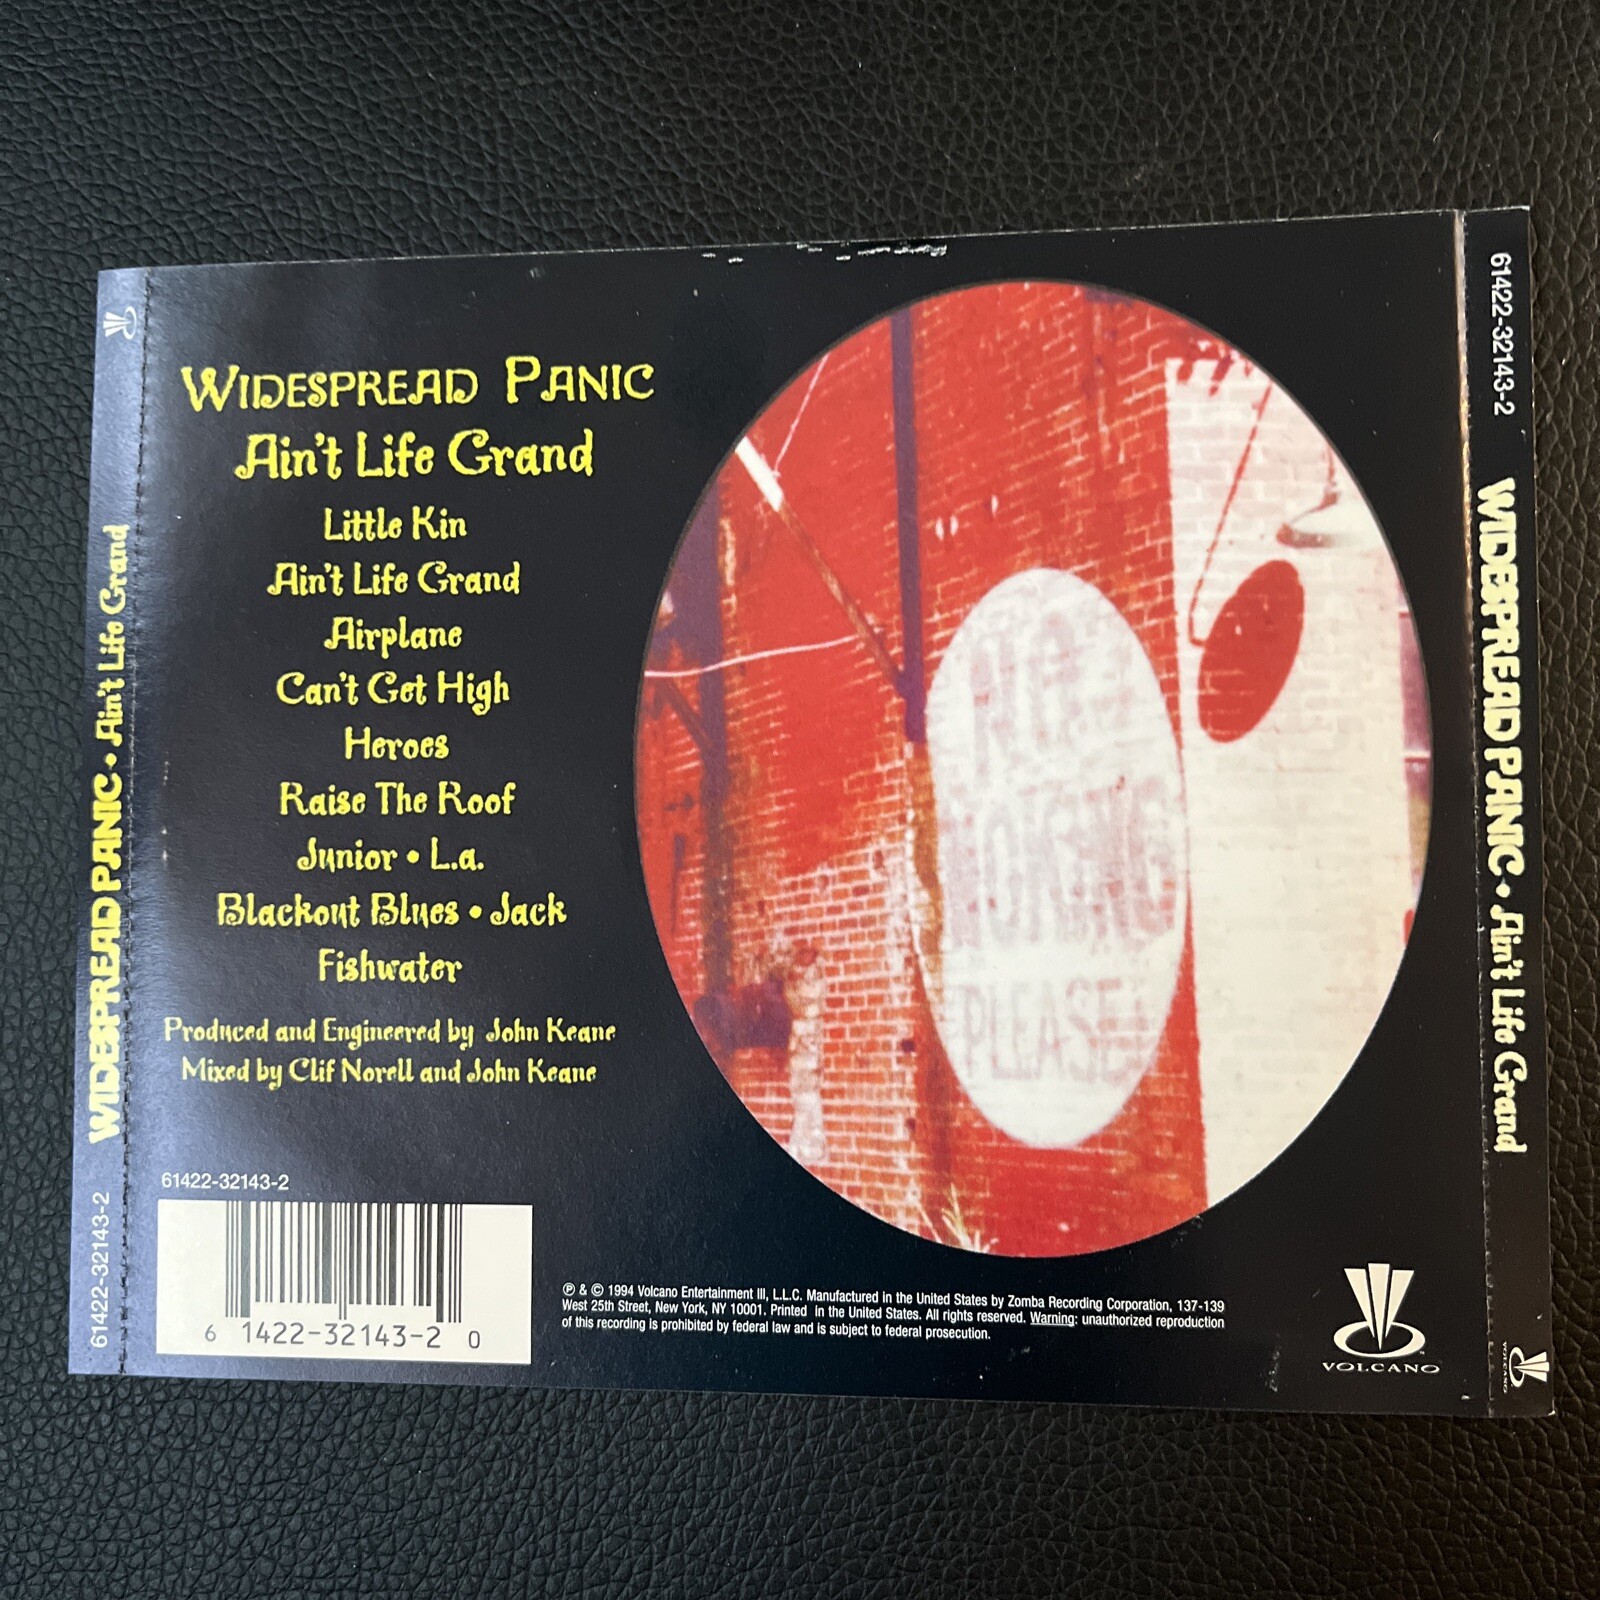 WIDESPREAD PANIC
Ain't Life Grand
Little Kin
Ain't Life Grand
Airplane
Can't Get High
Heroes
Raise The Roof
Junior • L.a.
Blackout Blues • Jack
Fishwater
Produced and Engineered by John Keane
Mixed by Clif Norell and John Keane
61422-32143-2
6 1422-32143-2 0
℗ & © 1994 Volcano Entertainment III, L.L.C. Manufactured in the United States by Zomba Recording Corporation, 137-139
West 25th Street, New York, NY 10001. Printed in the United States. All rights reserved. Warning: unauthorized reproduction
of this recording is prohibited by federal law and is subject to federal prosecution.
VOLCANO
NO
PLEASE
61422-32143-2 WIDESPREAD PANIC • Ain't Life Grand
61422-32143-2 WIDESPREAD PANIC • Ain't Life Grand
VOLCANO